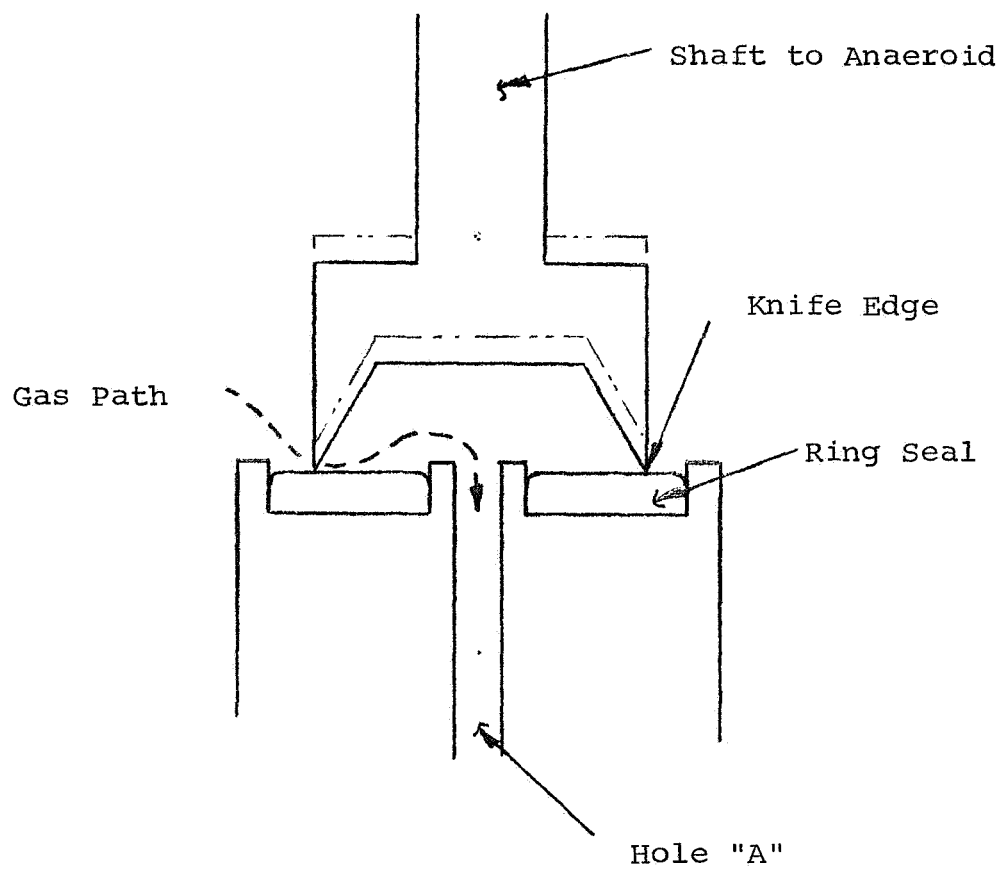 Shaft to Anaeroid
Knife Edge
Gas Path
Ring Seal
Hole "A"